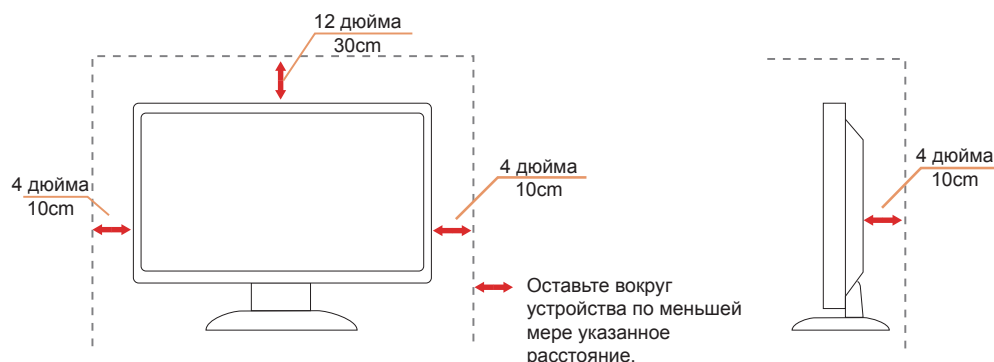 12 дюйма
30cm
4 дюйма
10cm
4 дюйма
10cm
4 дюйма
10cm
Оставьте вокруг
устройства по меньшей
мере указанное
расстояние.